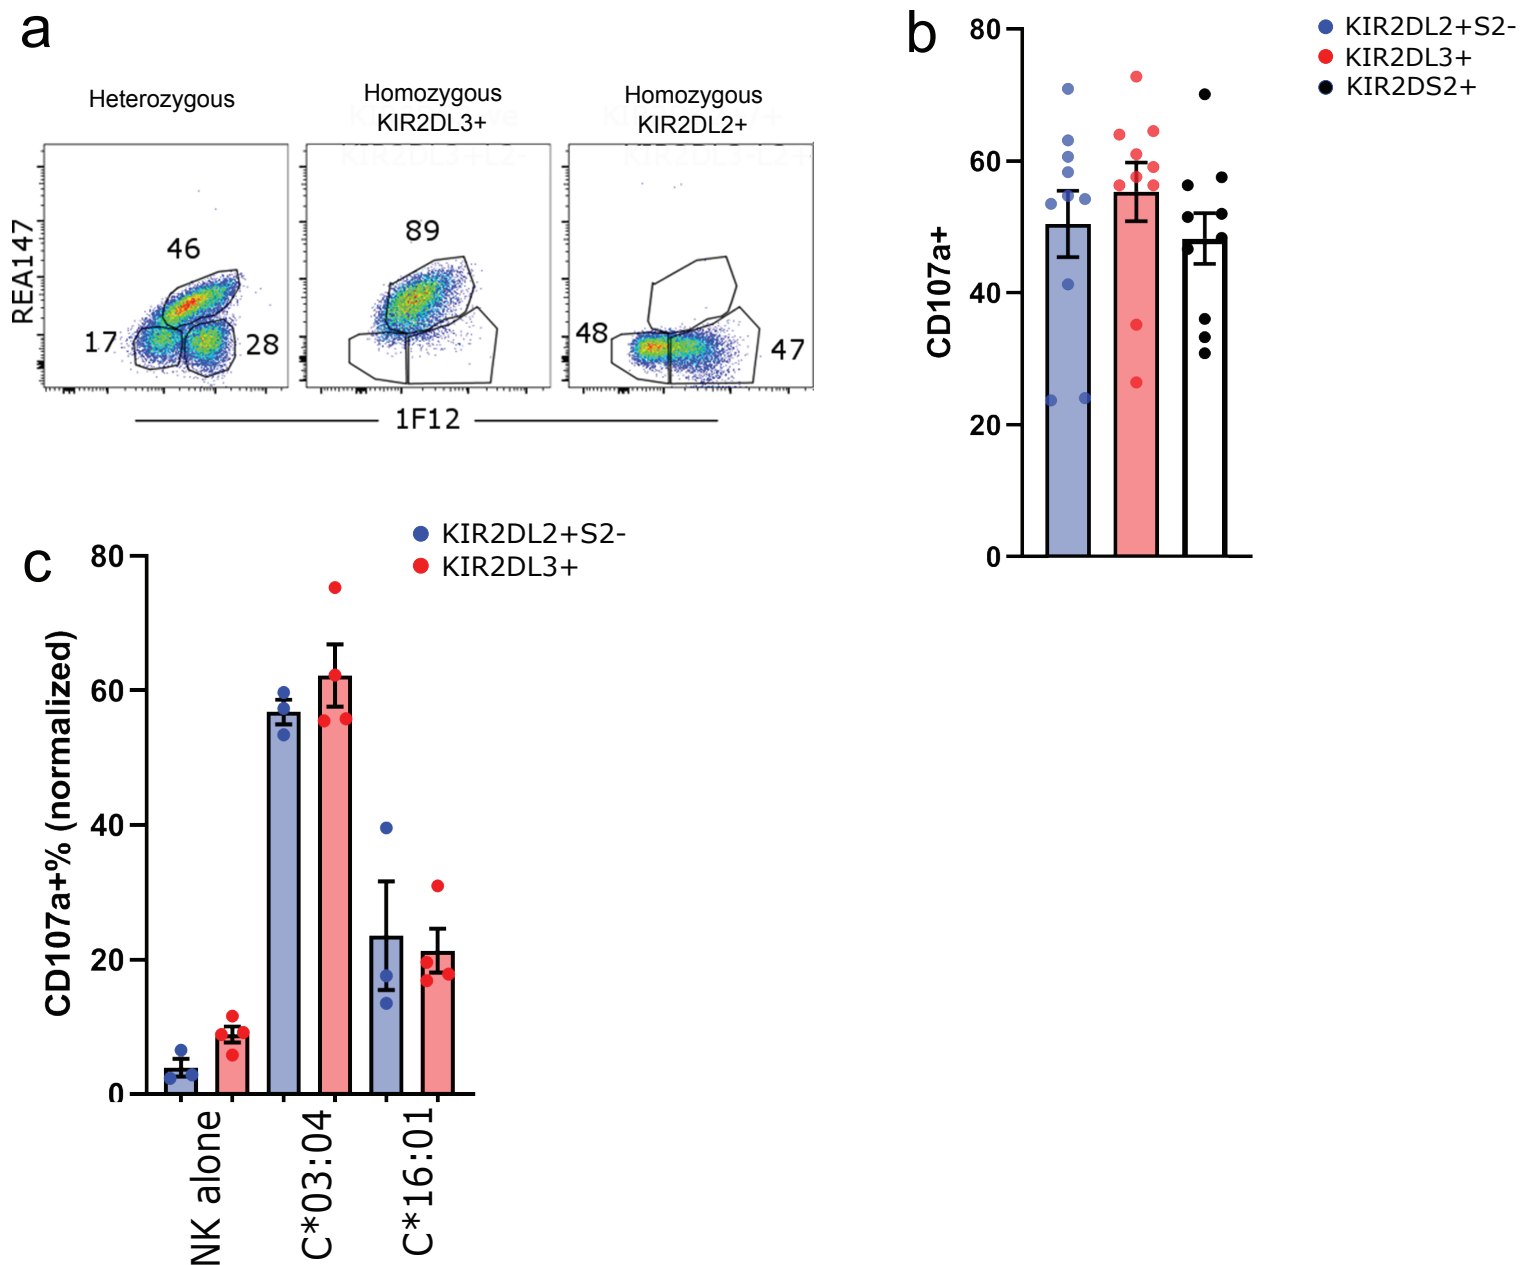 a
Heterozygous
Homozygous
KIR2DL3+
Homozygous
KIR2DL2+
REA147
46
17
28
89
48
47
1F12
b
KIR2DL2+S2-
KIR2DL3+
KIR2DS2+
CD107a+
80
60
40
20
0
c
KIR2DL2+S2-
KIR2DL3+
CD107a+% (normalized)
80
60
40
20
0
NK alone
C*03:04
C*16:01